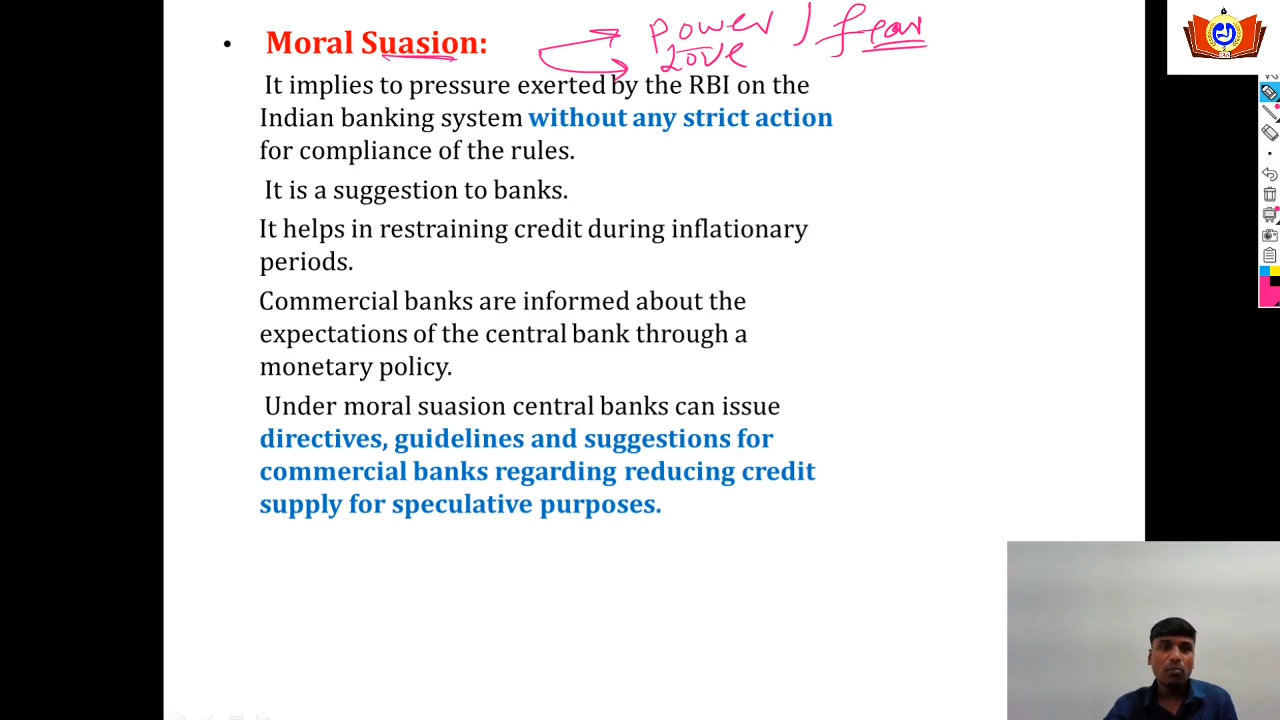 • Moral Suasion:
power / fear
Love
It implies to pressure exerted by the RBI on the
Indian banking system without any strict action
for compliance of the rules.
It is a suggestion to banks.
It helps in restraining credit during inflationary
periods.
Commercial banks are informed about the
expectations of the central bank through a
monetary policy.
Under moral suasion central banks can issue
directives, guidelines and suggestions for
commercial banks regarding reducing credit
supply for speculative purposes.